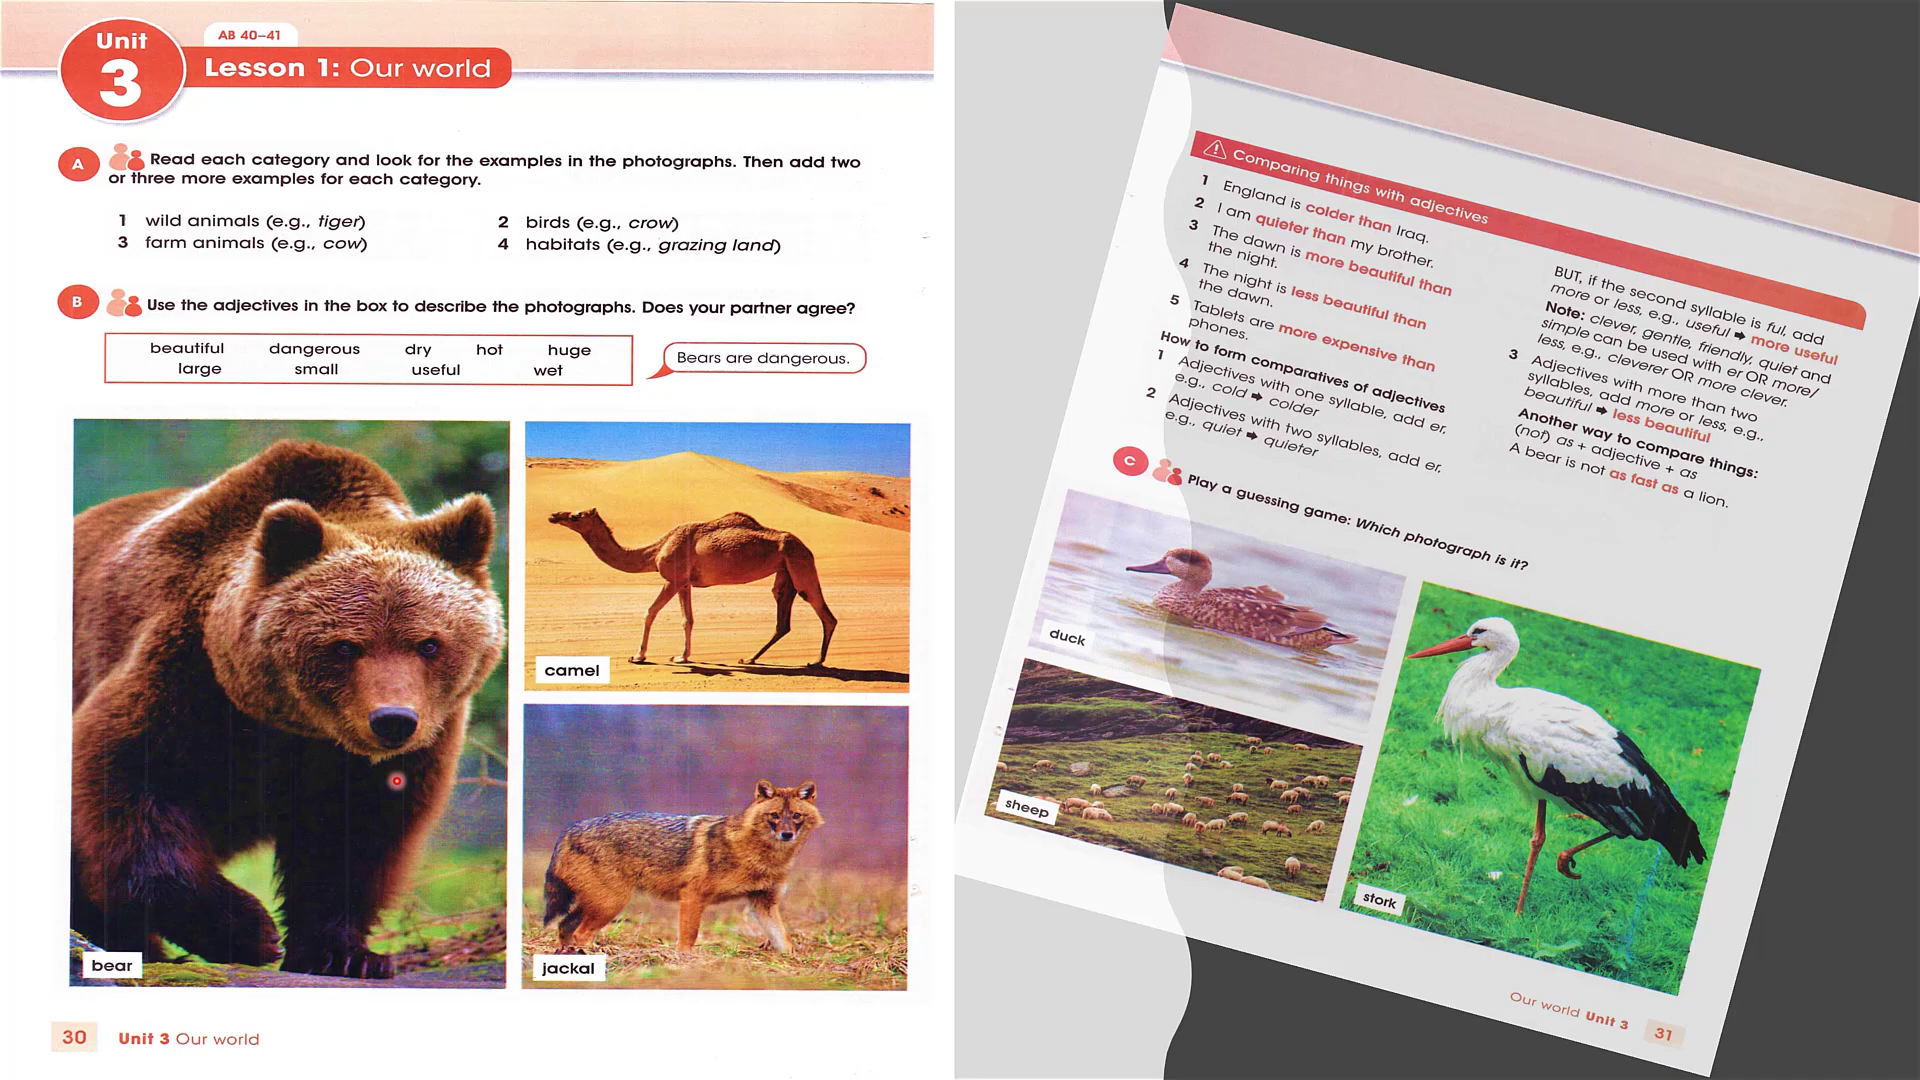 Unit
3
AB 40–41
Lesson 1: Our world
A Read each category and look for the examples in the photographs. Then add two
or three more examples for each category.
1 wild animals (e.g., tiger)
2 birds (e.g., crow)
3 farm animals (e.g., cow)
4 habitats (e.g., grazing land)
B Use the adjectives in the box to describe the photographs. Does your partner agree?
beautiful dangerous dry hot huge
large small useful wet
Bears are dangerous.
camel
bear
jackal
30 Unit 3 Our world
Comparing things with adjectives
1 England is colder than Iraq.
2 I am quieter than my brother.
3 The dawn is more beautiful than
the night.
4 The night is less beautiful than
the dawn.
5 Tablets are more expensive than
phones.
How to form comparatives of adjectives
1 Adjectives with one syllable, add er,
e.g., cold ➡ colder
2 Adjectives with two syllables, add er,
e.g., quiet ➡ quieter
BUT, if the second syllable is ful, add
more or less, e.g., useful ➡ more useful
Note: clever, gentle, friendly, quiet and
simple can be used with er OR more/
less, e.g., cleverer OR more clever.
3 Adjectives with more than two
syllables, add more or less, e.g.,
beautiful ➡ less beautiful
Another way to compare things:
(not) as + adjective + as
A bear is not as fast as a lion.
C Play a guessing game: Which photograph is it?
duck
sheep
stork
Our world Unit 3 31